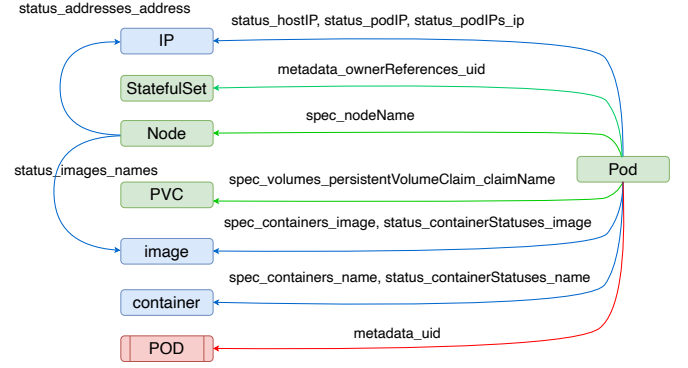 status_addresses_address
status_hostIP, status_podIP, status_podIPs_ip
IP
metadata_ownerReferences_uid
StatefulSet
spec_nodeName
Node
Pod
status_images_names
spec_volumes_persistentVolumeClaim_claimName
PVC
spec_containers_image, status_containerStatuses_image
image
spec_containers_name, status_containerStatuses_name
container
metadata_uid
POD